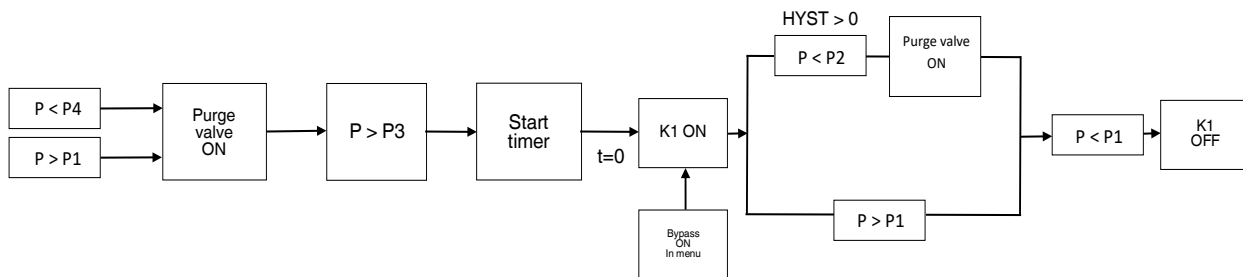 P < P4
P > P1
Purge
valve
ON
P > P3
Start
timer
t=0
K1 ON
Bypass
ON
In menu
HYST > 0
P < P2
Purge valve
ON
P > P1
P < P1
K1
OFF